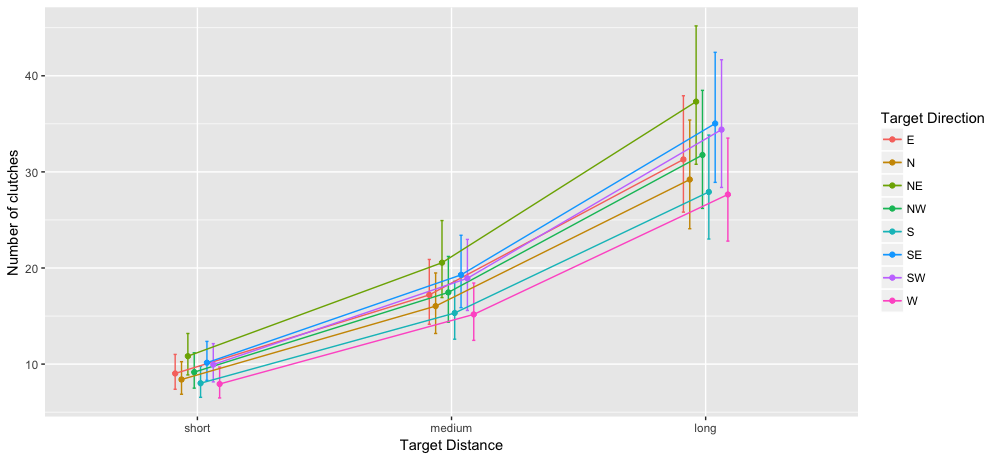 Number of clutches
40
30
20
10
short medium long
Target Distance
Target Direction
E
N
NE
NW
S
SE
SW
W